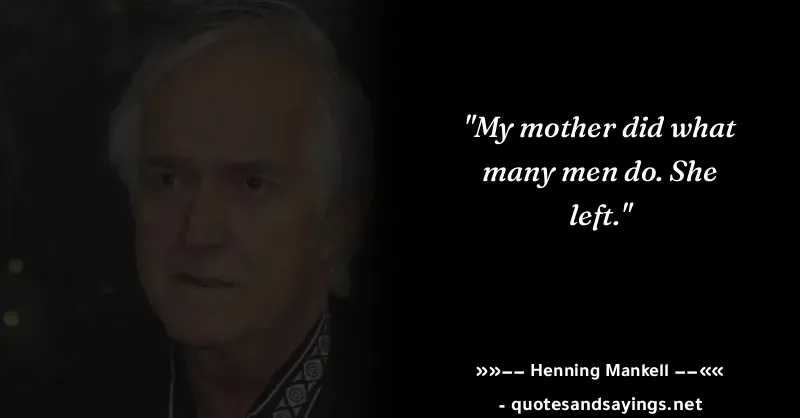 "My mother did what
many men do. She
left."
»»−− Henning Mankell −−««
- quotesandsayings.net